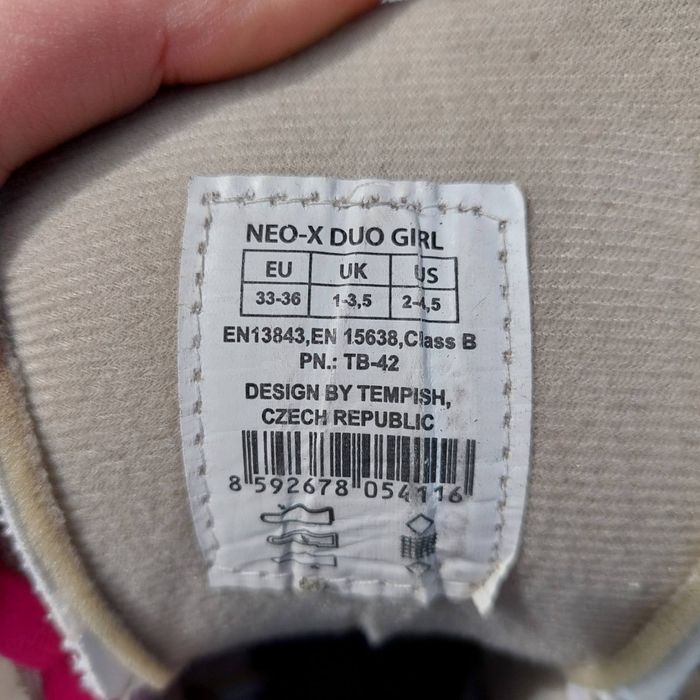 NEO-X DUO GIRL
EU UK US
33-36 1-3,5 2-4,5
EN13843,EN 15638,Class B
PN.: TB-42
DESIGN BY TEMPISH,
CZECH REPUBLIC
8 592678 054116